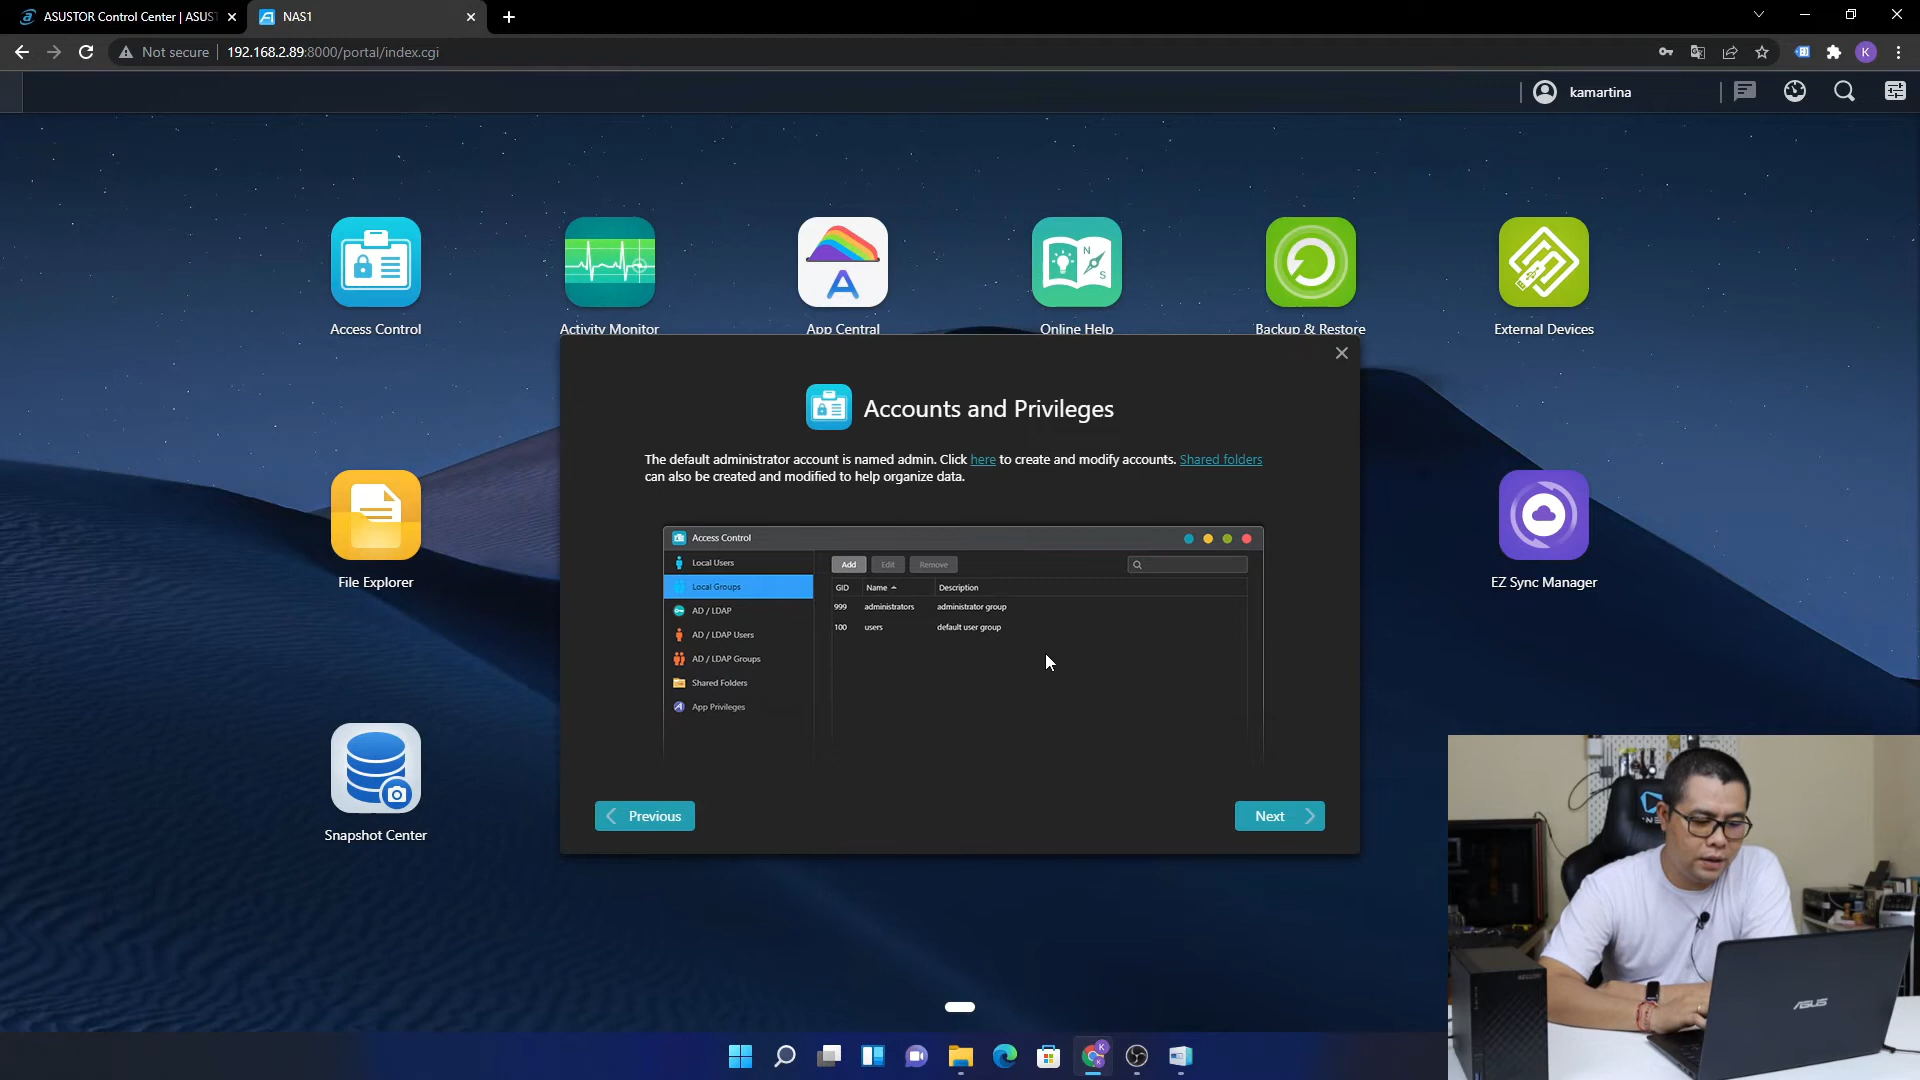 ASUSTOR Control Center | ASUST
NAS1
Not secure
192.168.2.89:8000/portal/index.cgi
K
kamartina
Access Control
Activity Monitor
App Central
Online Help
Backup & Restore
External Devices
Accounts and Privileges
The default administrator account is named admin. Click here to create and modify accounts. Shared folders
can also be created and modified to help organize data.
Access Control
Local Users
Add
Edit
Remove
Local Groups
GID
Name
Description
999
administrators
administrator group
AD / LDAP
100
users
default user group
AD / LDAP Users
AD / LDAP Groups
Shared Folders
App Privileges
File Explorer
EZ Sync Manager
Snapshot Center
Previous
Next
ASUS